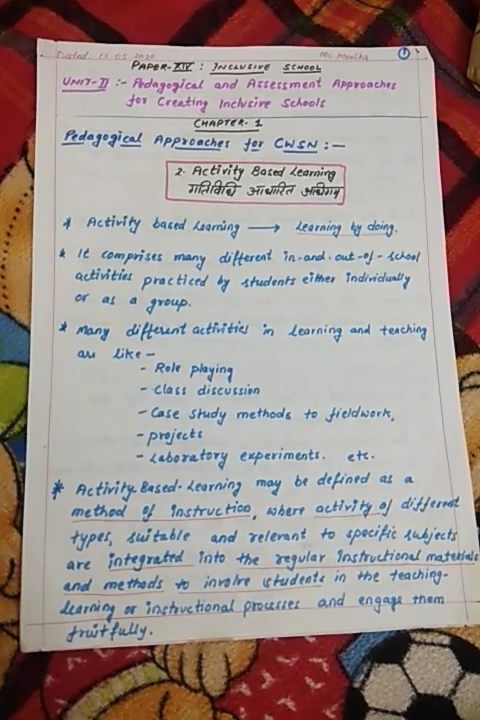 Dated. 12-05-2020 Ms. Monika 1
PAPER-XIV : INCLUSIVE SCHOOL
UNIT-II :- Pedagogical and Assessment Approaches
for Creating Inclusive Schools
CHAPTER-1
Pedagogical Approaches for CWSN :-
2. Activity Based Learning
गतिविधि आधारित अधिगम
* Activity based learning → Learning by doing.
* It comprises many different in-and-out-of-school
activities practiced by students either individually
or as a group.
* Many different activities in learning and teaching
are like -
- Role playing
- Class discussion
- Case study methods to fieldwork,
- projects
- Laboratory experiments. etc.
* Activity-Based-Learning may be defined as a
method of instruction, where activity of different
types, suitable and relevant to specific subjects
are integrated into the regular instructional materials
and methods to involve students in the teaching-
learning or instructional processes and engage them
fruitfully.